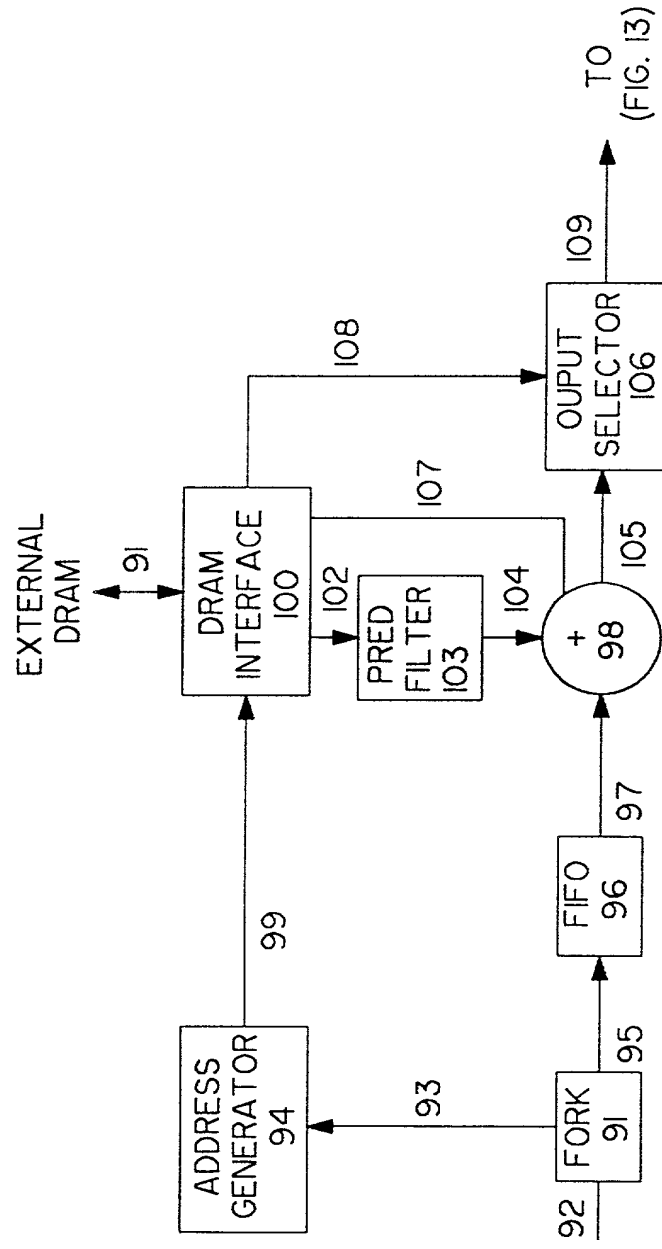 EXTERNAL
DRAM
91
ADDRESS
GENERATOR
94
99
DRAM
INTERFACE
100
108
93
102
107
PRED
FILTER
103
104
92
FORK
91
95
FIFO
96
97
+
98
105
OUPUT
SELECTOR
106
109
TO
(FIG. 13)